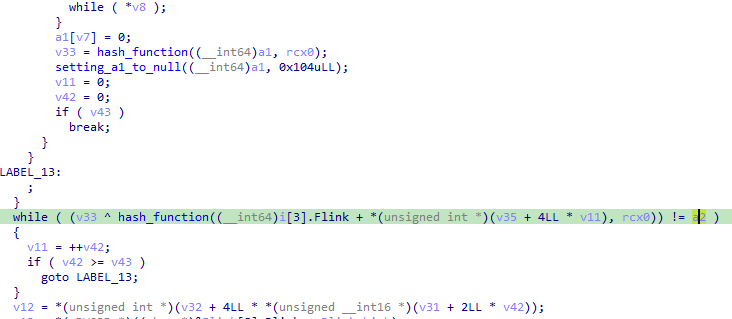 while ( *v8 );
}
a1[v7] = 0;
v33 = hash_function((__int64)a1, rcx0);
setting_a1_to_null((__int64)a1, 0x104uLL);
v11 = 0;
v42 = 0;
if ( v43 )
break;
}
}
LABEL_13:
;
}
while ( (v33 ^ hash_function((__int64)i[3].Flink + *(unsigned int *)(v35 + 4LL * v11), rcx0)) != a2 )
{
v11 = ++v42;
if ( v42 >= v43 )
goto LABEL_13;
}
v12 = *(unsigned int *)(v32 + 4LL * *(unsigned __int16 *)(v31 + 2LL * v42));